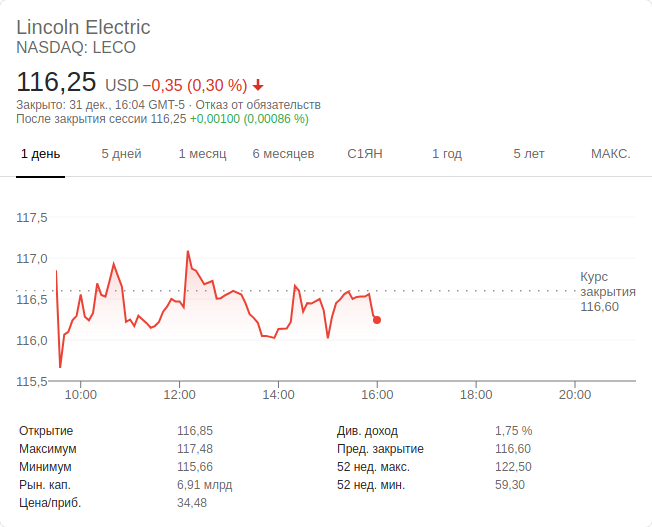 Lincoln Electric
NASDAQ: LECO
116,25 USD −0,35 (0,30 %)
Закрыто: 31 дек., 16:04 GMT-5 · Отказ от обязательств
После закрытия сессии 116,25 +0,00100 (0,00086 %)
1 день 5 дней 1 месяц 6 месяцев С1ЯН 1 год 5 лет МАКС.
117,5
117,0
Курс
закрытия
116,60
116,5
116,0
115,5
10:00 12:00 14:00 16:00 18:00 20:00
Открытие 116,85 Див. доход 1,75 %
Максимум 117,48 Пред. закрытие 116,60
Минимум 115,66 52 нед. макс. 122,50
Рын. кап. 6,91 млрд 52 нед. мин. 59,30
Цена/приб. 34,48